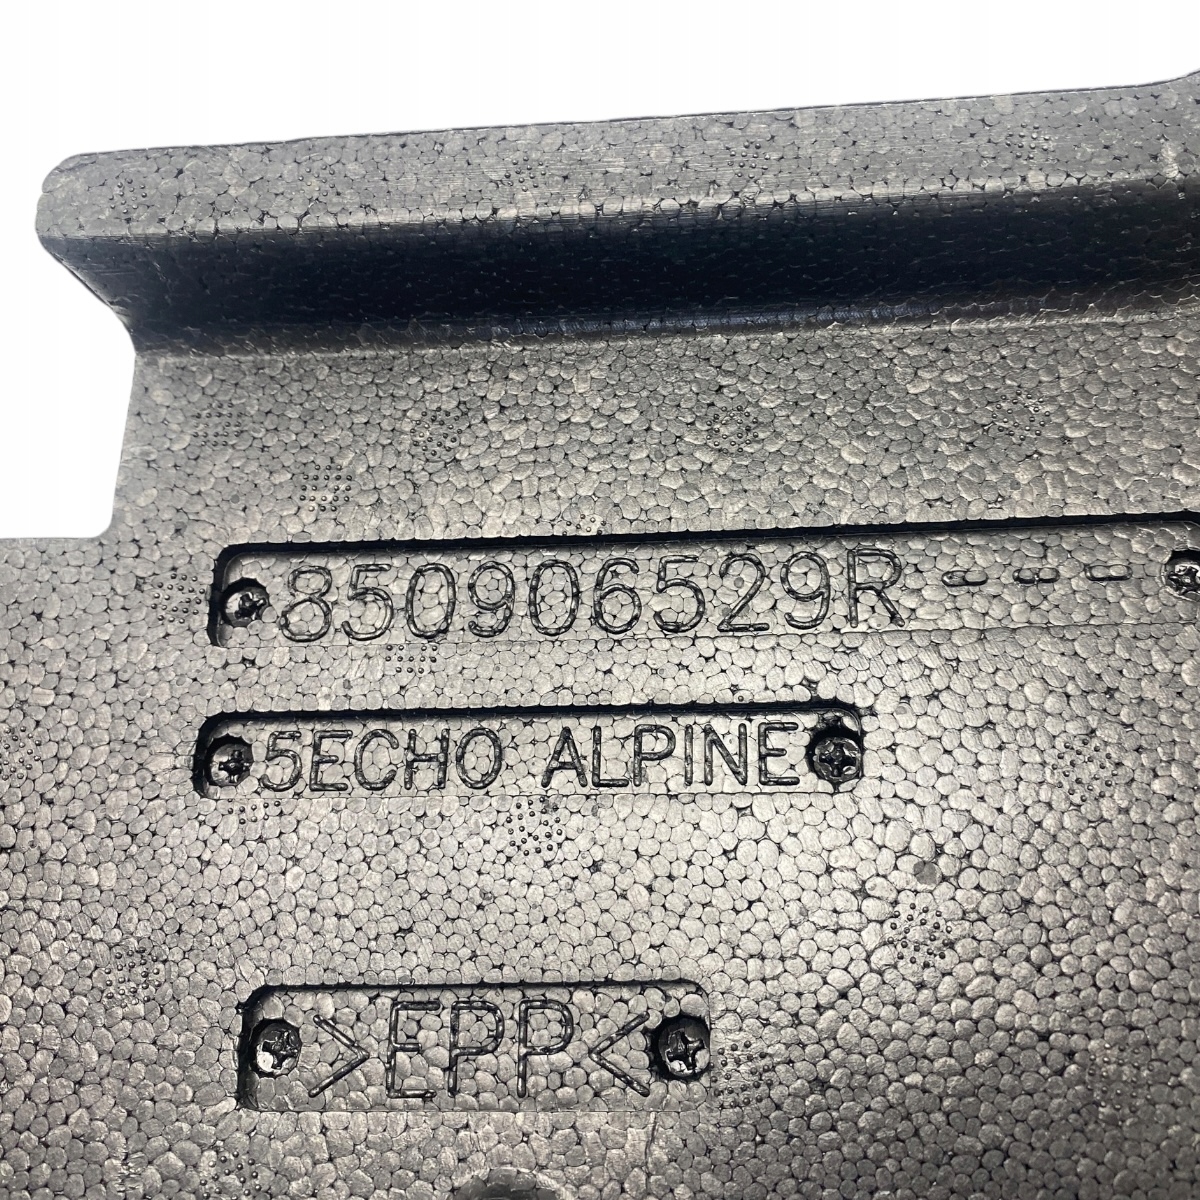 850906529R---
5ECHO ALPINE
>EPP<